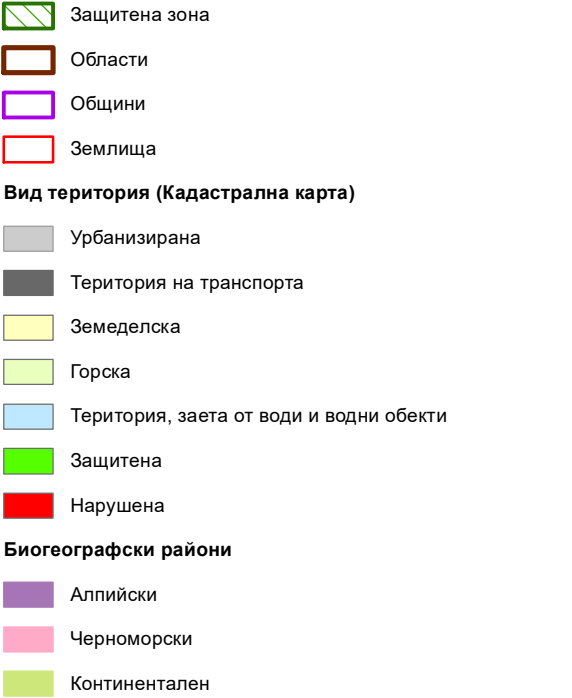 Защитена зона
Области
Общини
Землища
Вид територия (Кадастрална карта)
Урбанизирана
Територия на транспорта
Земеделска
Горска
Територия, заета от води и водни обекти
Защитена
Нарушена
Биогеографски райони
Алпийски
Черноморски
Континентален